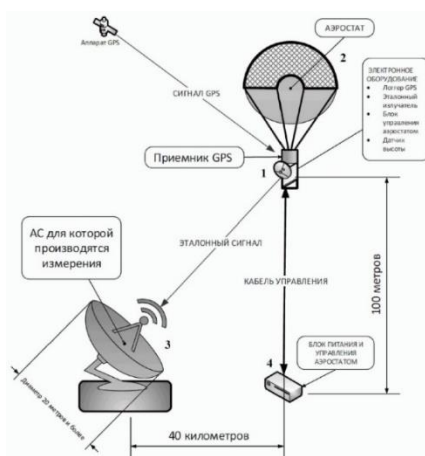 Аппарат GPS
АЭРОСТАТ
2
СИГНАЛ GPS
ЭЛЕКТРОННОЕ
ОБОРУДОВАНИЕ
• Логгер GPS
• Эталонный
излучатель
• Блок
управления
аэростатом
• Датчик
высоты
Приемник GPS
1
АС для которой
производятся
измерения
ЭТАЛОННЫЙ СИГНАЛ
КАБЕЛЬ УПРАВЛЕНИЯ
100 метров
3
4
БЛОК ПИТАНИЯ И
УПРАВЛЕНИЯ
АЭРОСТАТОМ
Диаметр 20 метров и более
40 километров